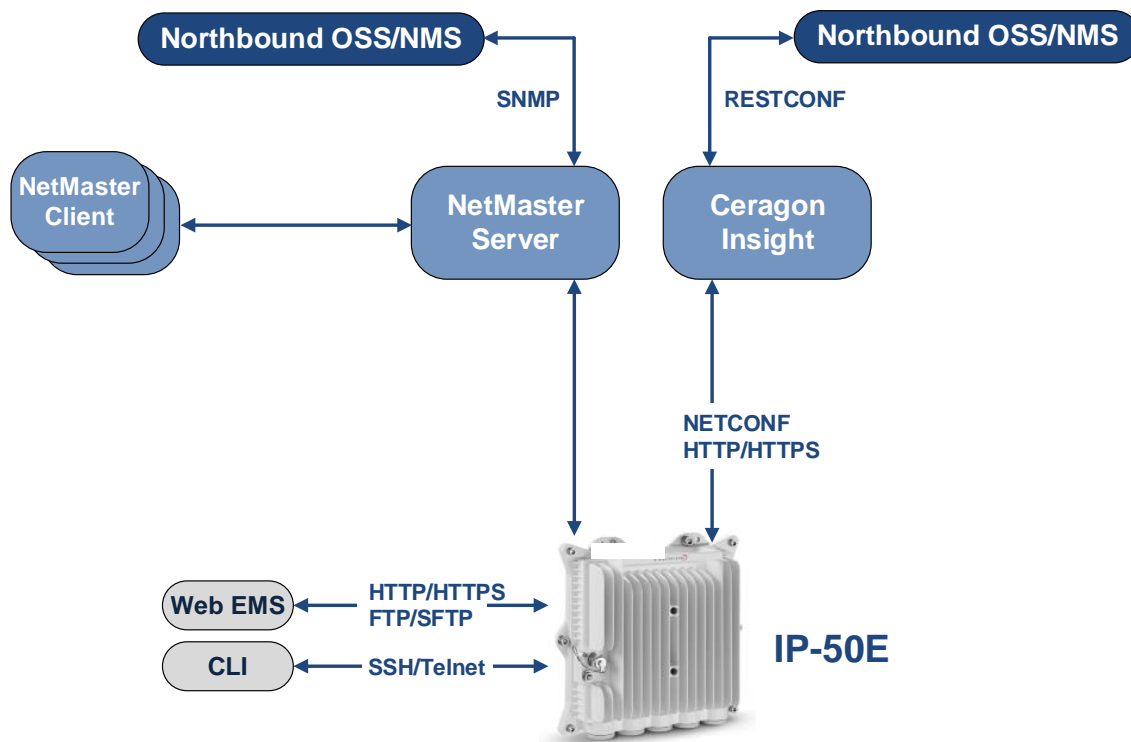 Northbound OSS/NMS
Northbound OSS/NMS
SNMP
RESTCONF
NetMaster
Client
NetMaster
Server
Ceragon
Insight
NETCONF
HTTP/HTTPS
Web EMS
HTTP/HTTPS
FTP/SFTP
CLI
SSH/Telnet
IP-50E